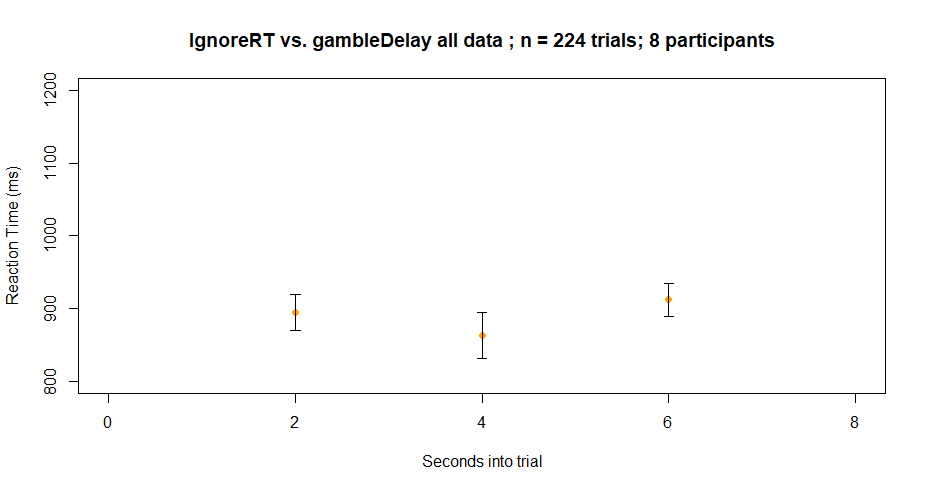 IgnoreRT vs. gambleDelay all data ; n = 224 trials; 8 participants
Reaction Time (ms)
1200
1100
1000
900
800
0 2 4 6 8
Seconds into trial